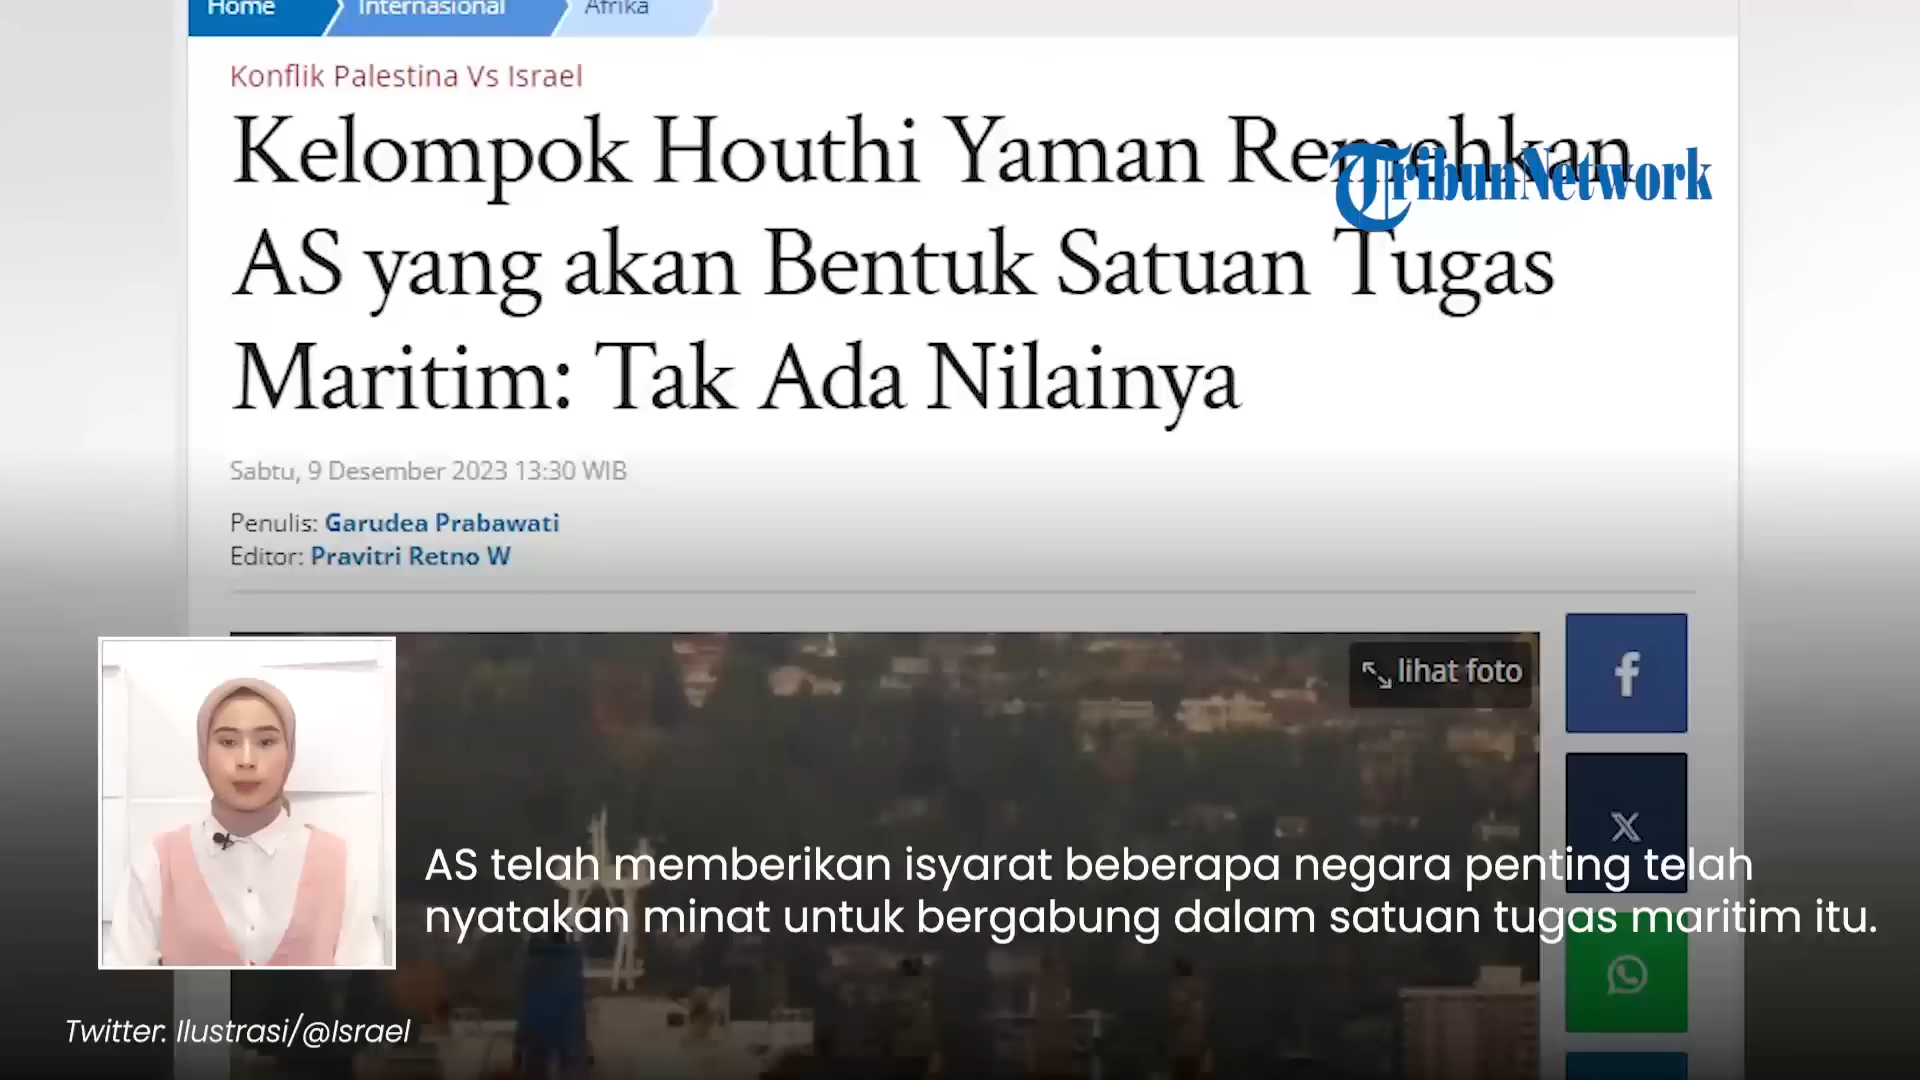 Home Internasional Afrika
Konflik Palestina Vs Israel
Kelompok Houthi Yaman Remehkan
TribunNetwork
AS yang akan Bentuk Satuan Tugas
Maritim: Tak Ada Nilainya
Sabtu, 9 Desember 2023 13:30 WIB
Penulis: Garudea Prabawati
Editor: Pravitri Retno W
lihat foto
AS telah memberikan isyarat beberapa negara penting telah
nyatakan minat untuk bergabung dalam satuan tugas maritim itu.
Twitter: Ilustrasi/@Israel